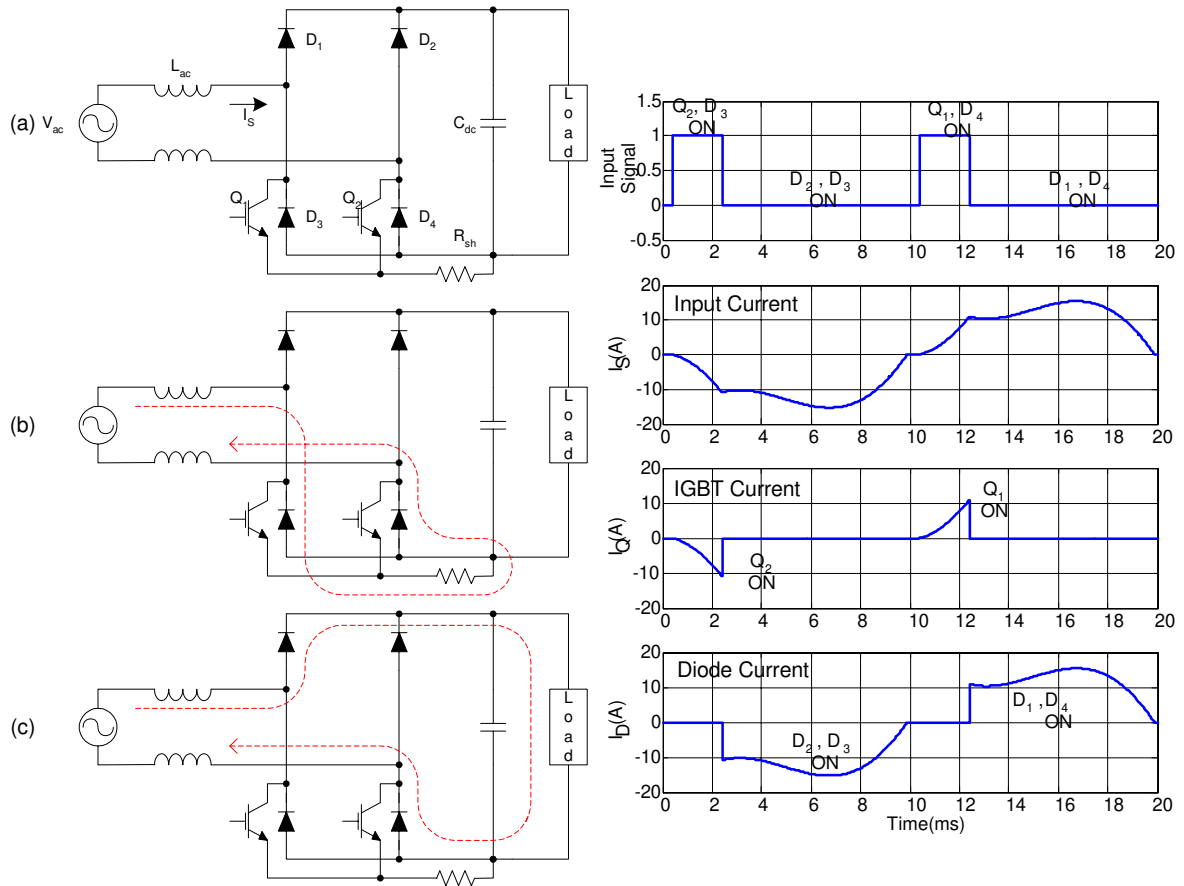 (a)
V_ac
L_ac
I_S
D_1
D_2
Q_1
Q_2
D_3
D_4
R_sh
C_dc
Load
(b)
Load
(c)
Load
Input Signal
1.5
1
0.5
0
-0.5
Q_2, D_3 ON
D_2, D_3 ON
Q_1, D_4 ON
D_1, D_4 ON
0 2 4 6 8 10 12 14 16 18 20
Input Current
I_S(A)
20
10
0
-10
-20
0 2 4 6 8 10 12 14 16 18 20
IGBT Current
I_Q(A)
20
10
0
-10
-20
Q_2 ON
Q_1 ON
0 2 4 6 8 10 12 14 16 18 20
Diode Current
I_D(A)
20
10
0
-10
-20
D_2, D_3 ON
D_1, D_4 ON
0 2 4 6 8 10 12 14 16 18 20
Time(ms)